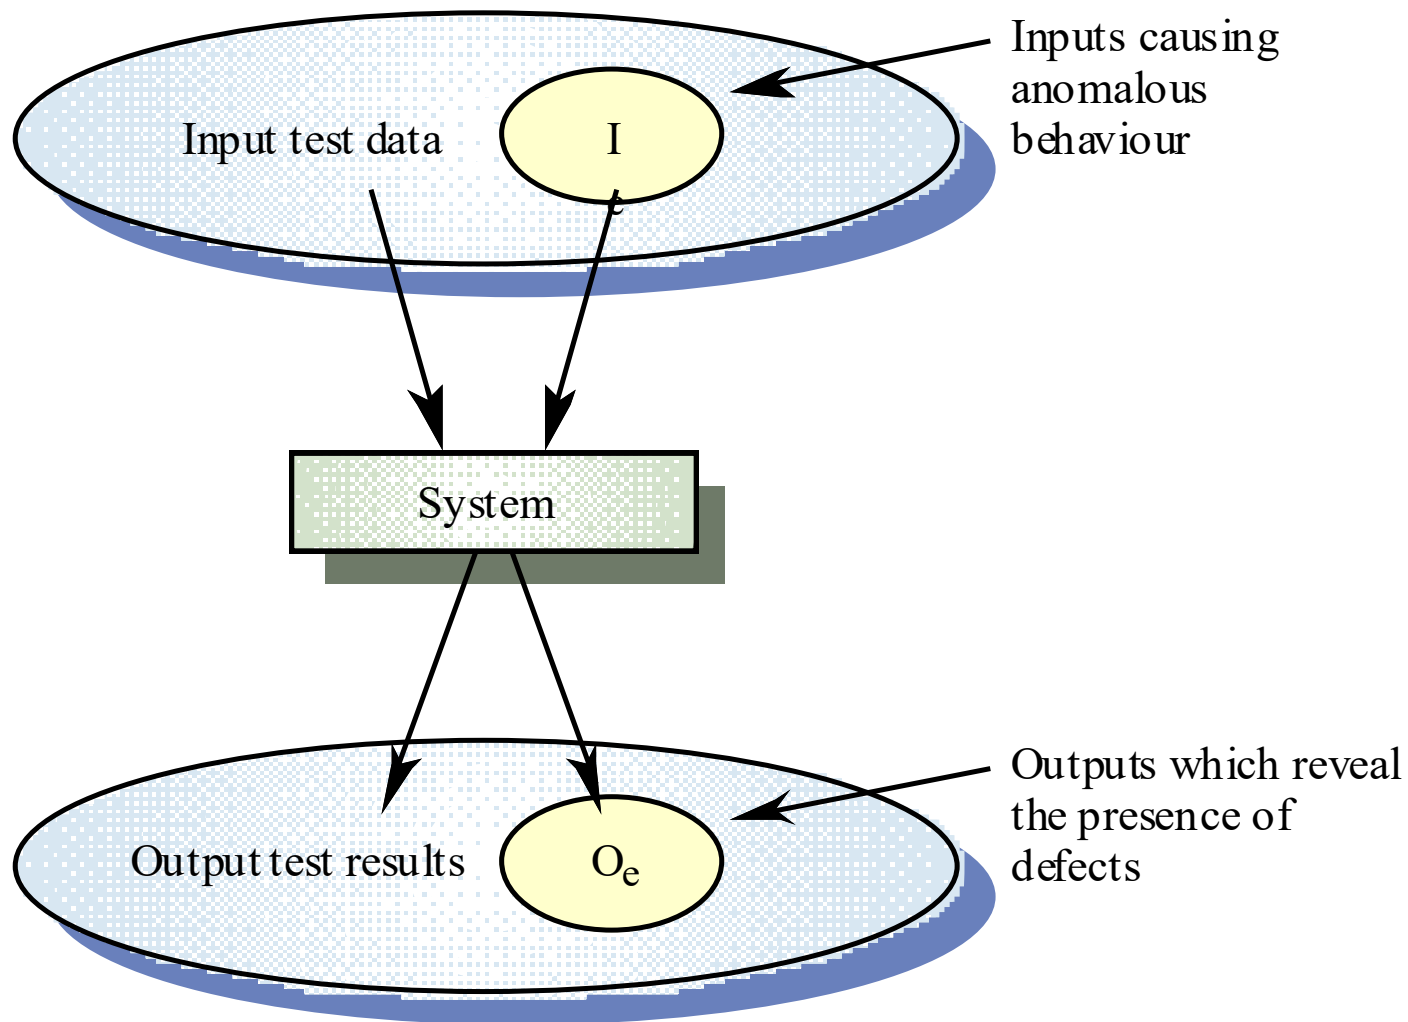 Inputs causing
anomalous
behaviour
Input test data
I
e
System
Outputs which reveal
the presence of
defects
Output test results
Oe